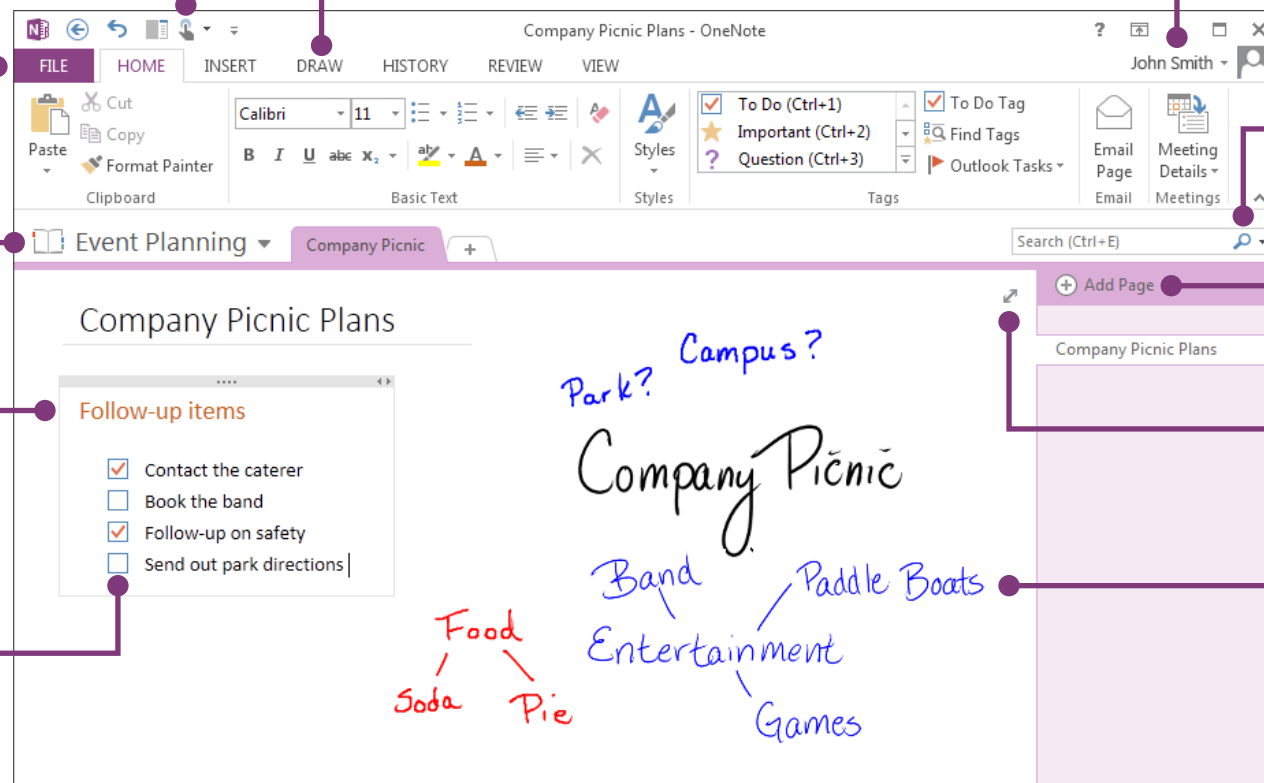 Company Picnic Plans - OneNote
?
John Smith
FILE HOME INSERT DRAW HISTORY REVIEW VIEW
Paste
Cut
Copy
Format Painter
Clipboard
Calibri 11
B I U abc X₂ aby A
Basic Text
A
Styles
Styles
To Do (Ctrl+1)
Important (Ctrl+2)
? Question (Ctrl+3)
To Do Tag
Find Tags
Outlook Tasks
Tags
Email Page
Email
Meeting Details
Meetings
Event Planning
Company Picnic
+
Search (Ctrl+E)
Add Page
Company Picnic Plans
Company Picnic Plans
Follow-up items
Contact the caterer
Book the band
Follow-up on safety
Send out park directions
Campus?
Park?
Company Pičnič
Band
Paddle Boats
Entertainment
Games
Food
Soda
Pie